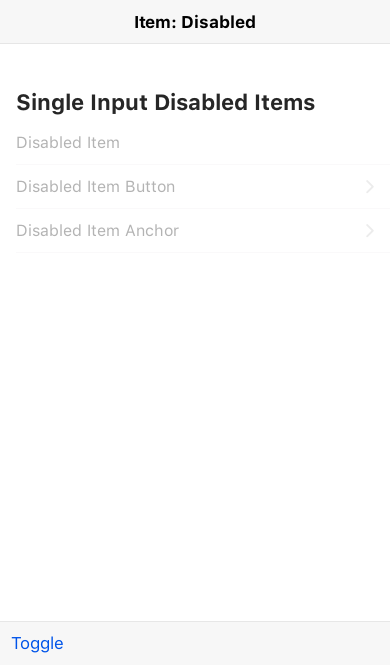 Item: Disabled
Single Input Disabled Items
Disabled Item
Disabled Item Button
Disabled Item Anchor
Toggle